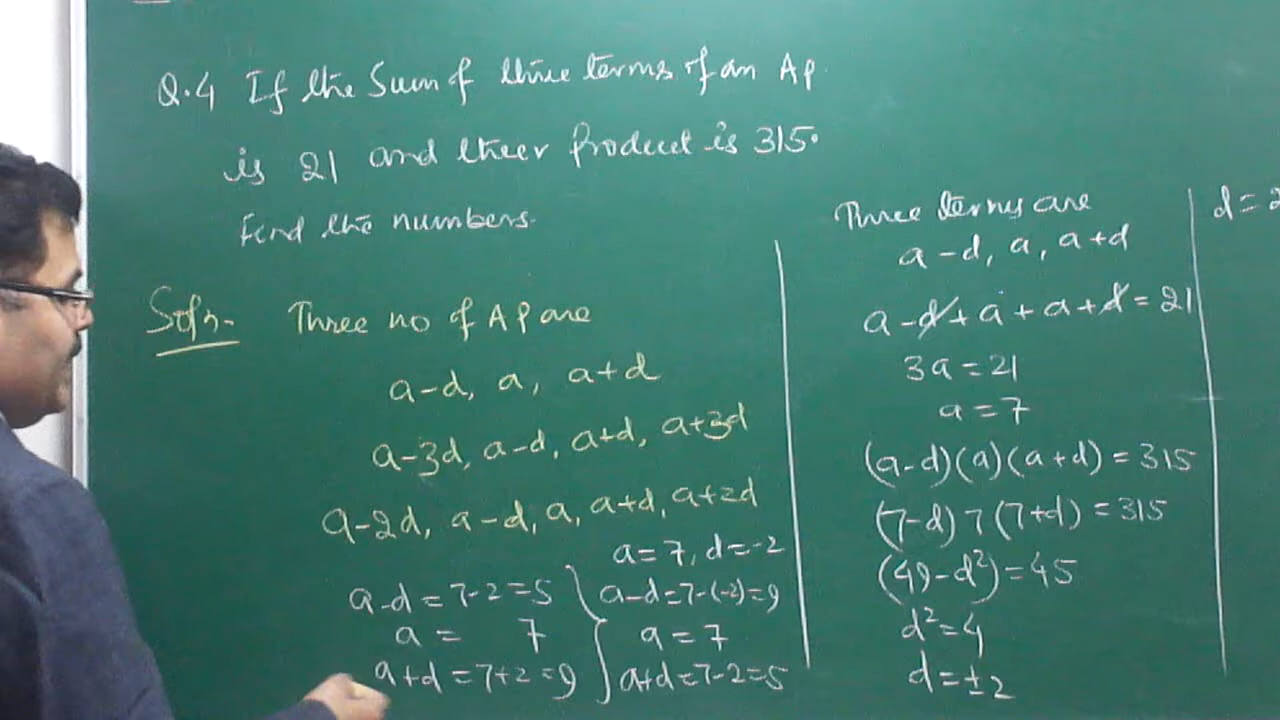 Q.4 If the Sum of three terms of an AP.
is 21 and their Product is 315.
Find the numbers.
Soln. Three no of AP are
a-d, a, a+d
a-3d, a-d, a+d, a+3d
a-2d, a-d, a, a+d, a+2d
a-d = 7-2 = 5
a = 7
a+d = 7+2 = 9
a=7, d=-2
a-d=7-(-2)=9
a = 7
a+d=7-2=5
Three terms are
a-d, a, a+d
a-d+a+a+d=21
3a=21
a=7
(a-d)(a)(a+d)=315
(7-d)7(7+d)=315
(49-d²)=45
d²=4
d=±2
d=2